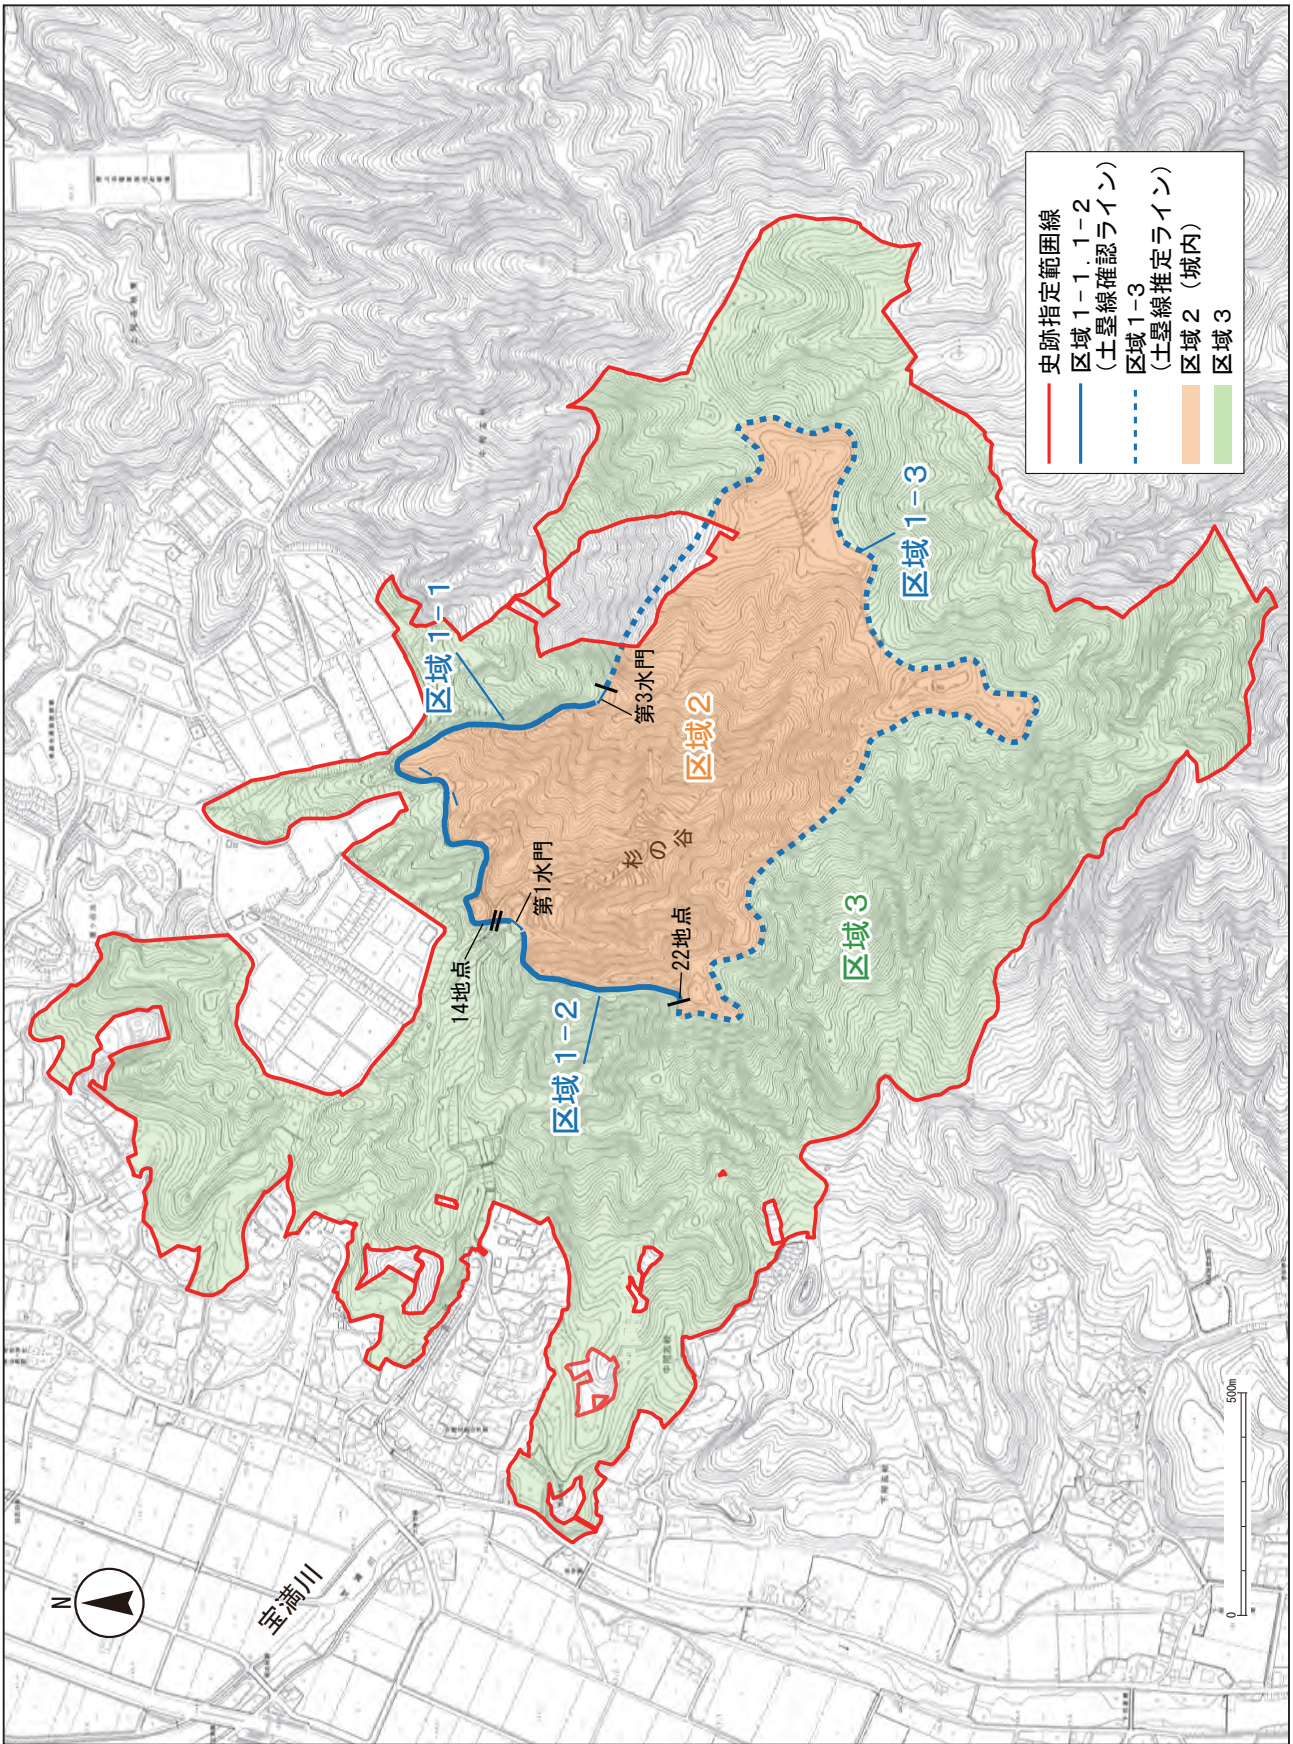 N
宝満川
区域1-1
区域1-2
区域1-3
区域2
区域3
第3水門
第1水門
14地点
22地点
杉の谷
史跡指定範囲線
区域1-1.1-2
(土塁線確認ライン)
区域1-3
(土塁線推定ライン)
区域2 (城内)
区域3
0
500m